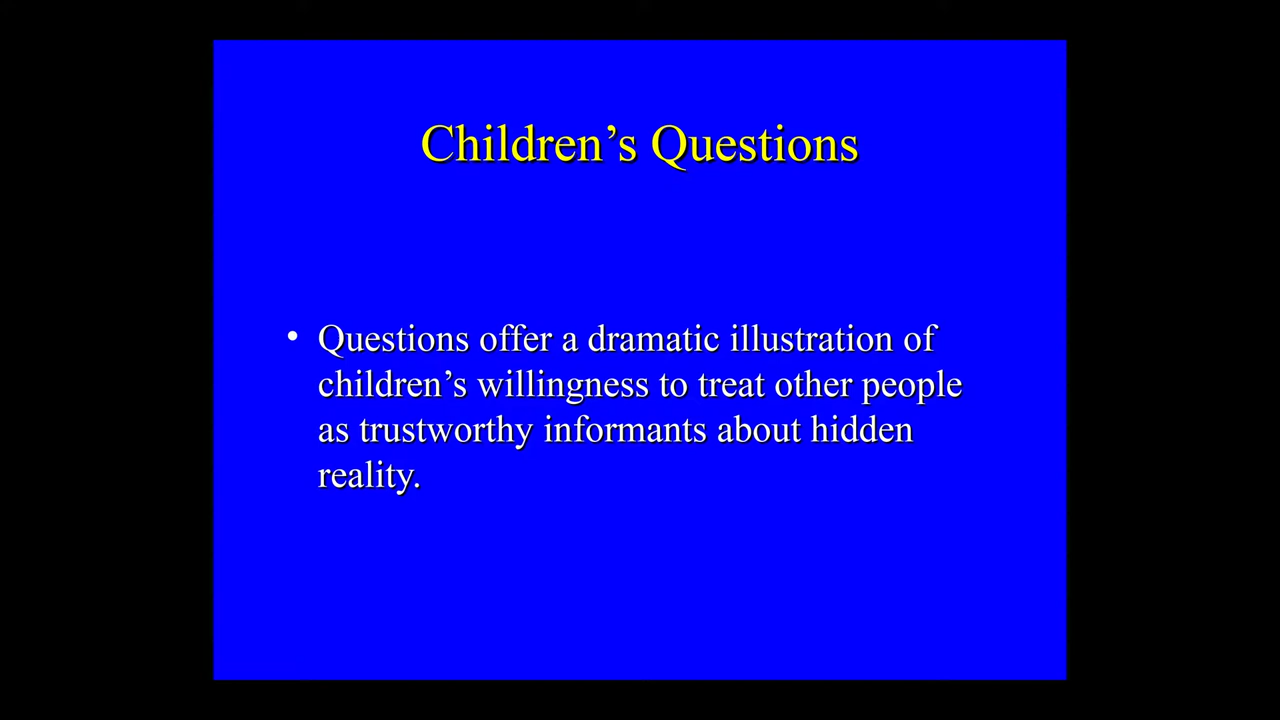 Children’s Questions
• Questions offer a dramatic illustration of
children’s willingness to treat other people
as trustworthy informants about hidden
reality.